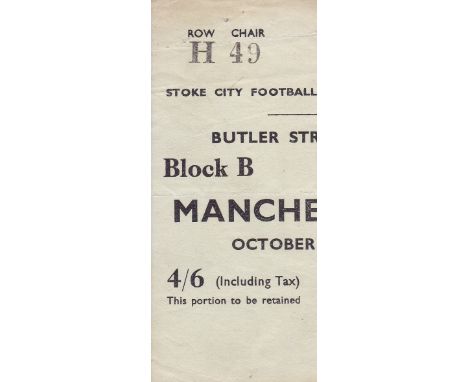 ROW CHAIR
H 49
STOKE CITY FOOTBALL
BUTLER STR
Block B
MANCHE
OCTOBER
4/6 (Including Tax)
This portion to be retained